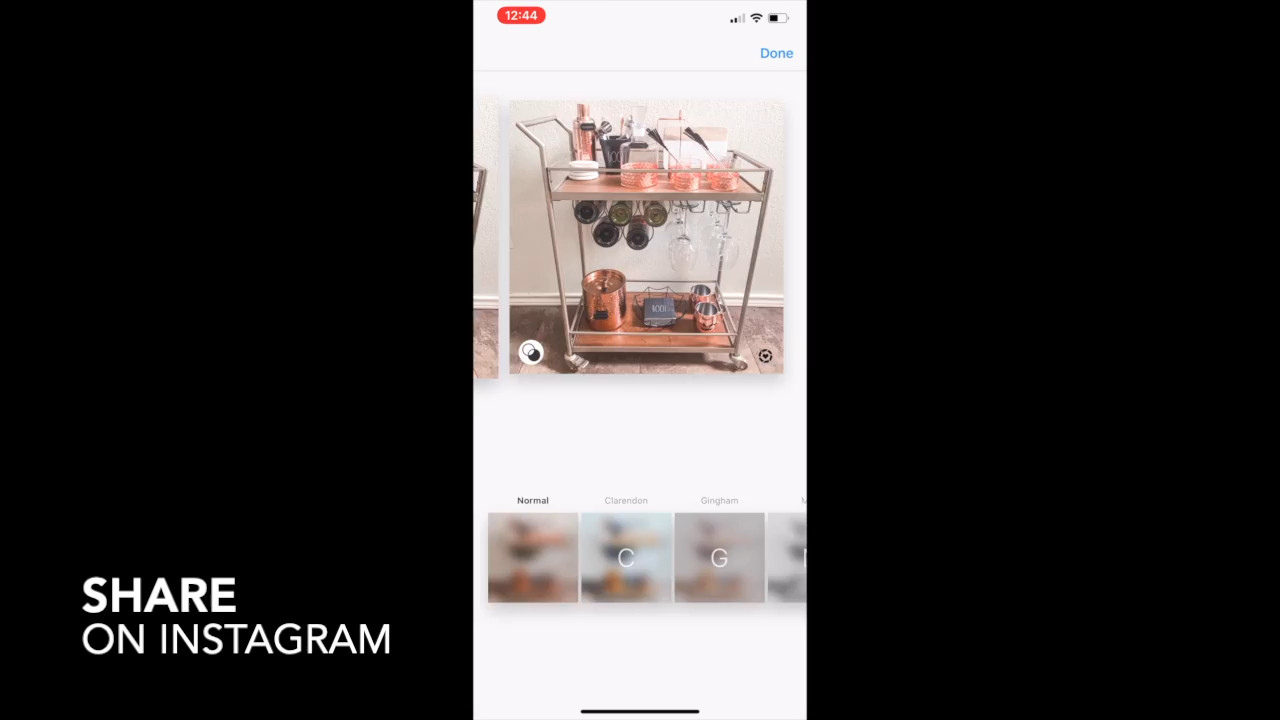 12:44
Done
Normal
Clarendon
Gingham
M
C
G
SHARE
ON INSTAGRAM